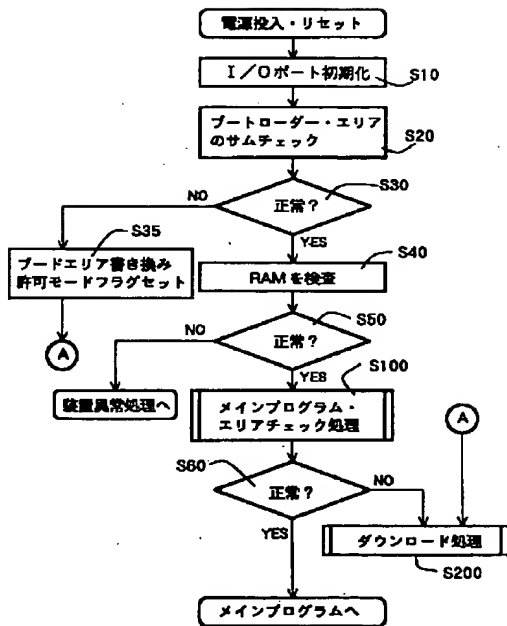 電源投入・リセット
I/Oポート初期化
S10
ブートローダー・エリア
のサムチェック
S20
正常?
S30
NO
YES
S35
ブードエリア書き換み
許可モードフラグセット
A
RAMを検査
S40
正常?
S50
NO
YES
装置異常処理へ
メインプログラム・
エリアチェック処理
S100
A
S60
正常?
NO
YES
ダウンロード処理
S200
メインプログラムへ